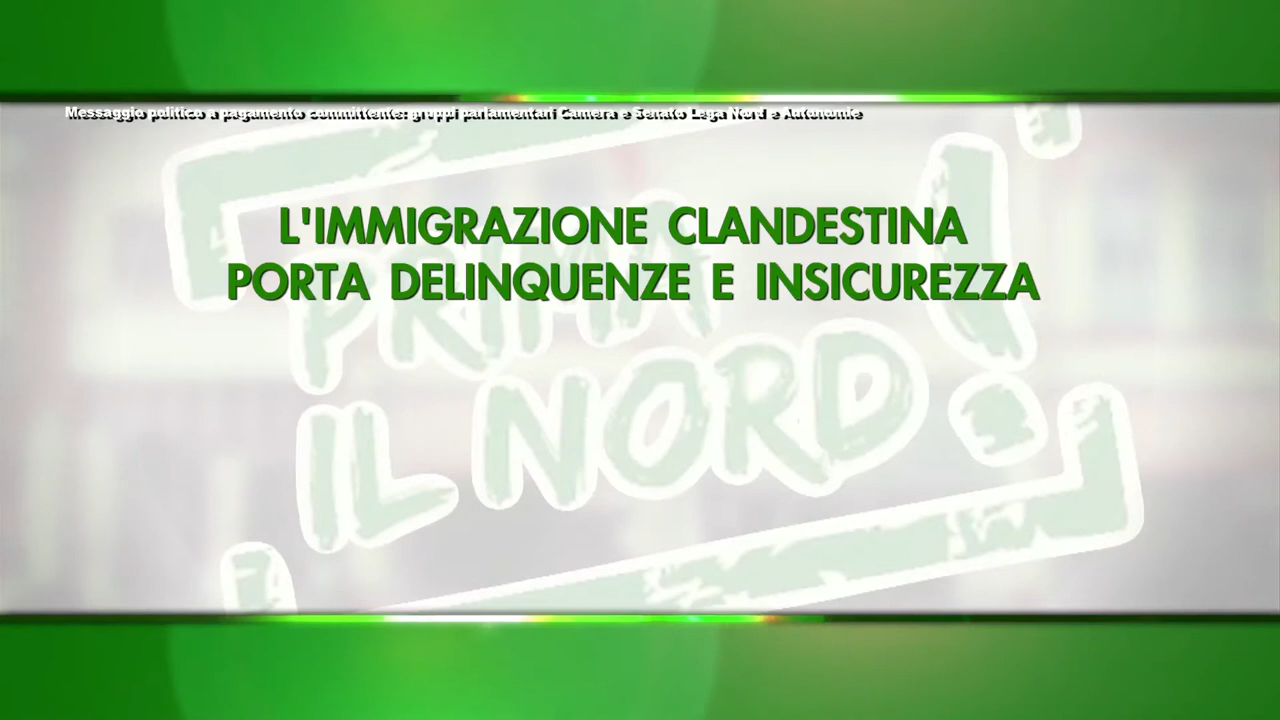 Messaggio politico a pagamento committente: gruppi parlamentari Camera e Senato Lega Nord e Autonomie
L'IMMIGRAZIONE CLANDESTINA
PORTA DELINQUENZE E INSICUREZZA
PRIMA
IL NORD!